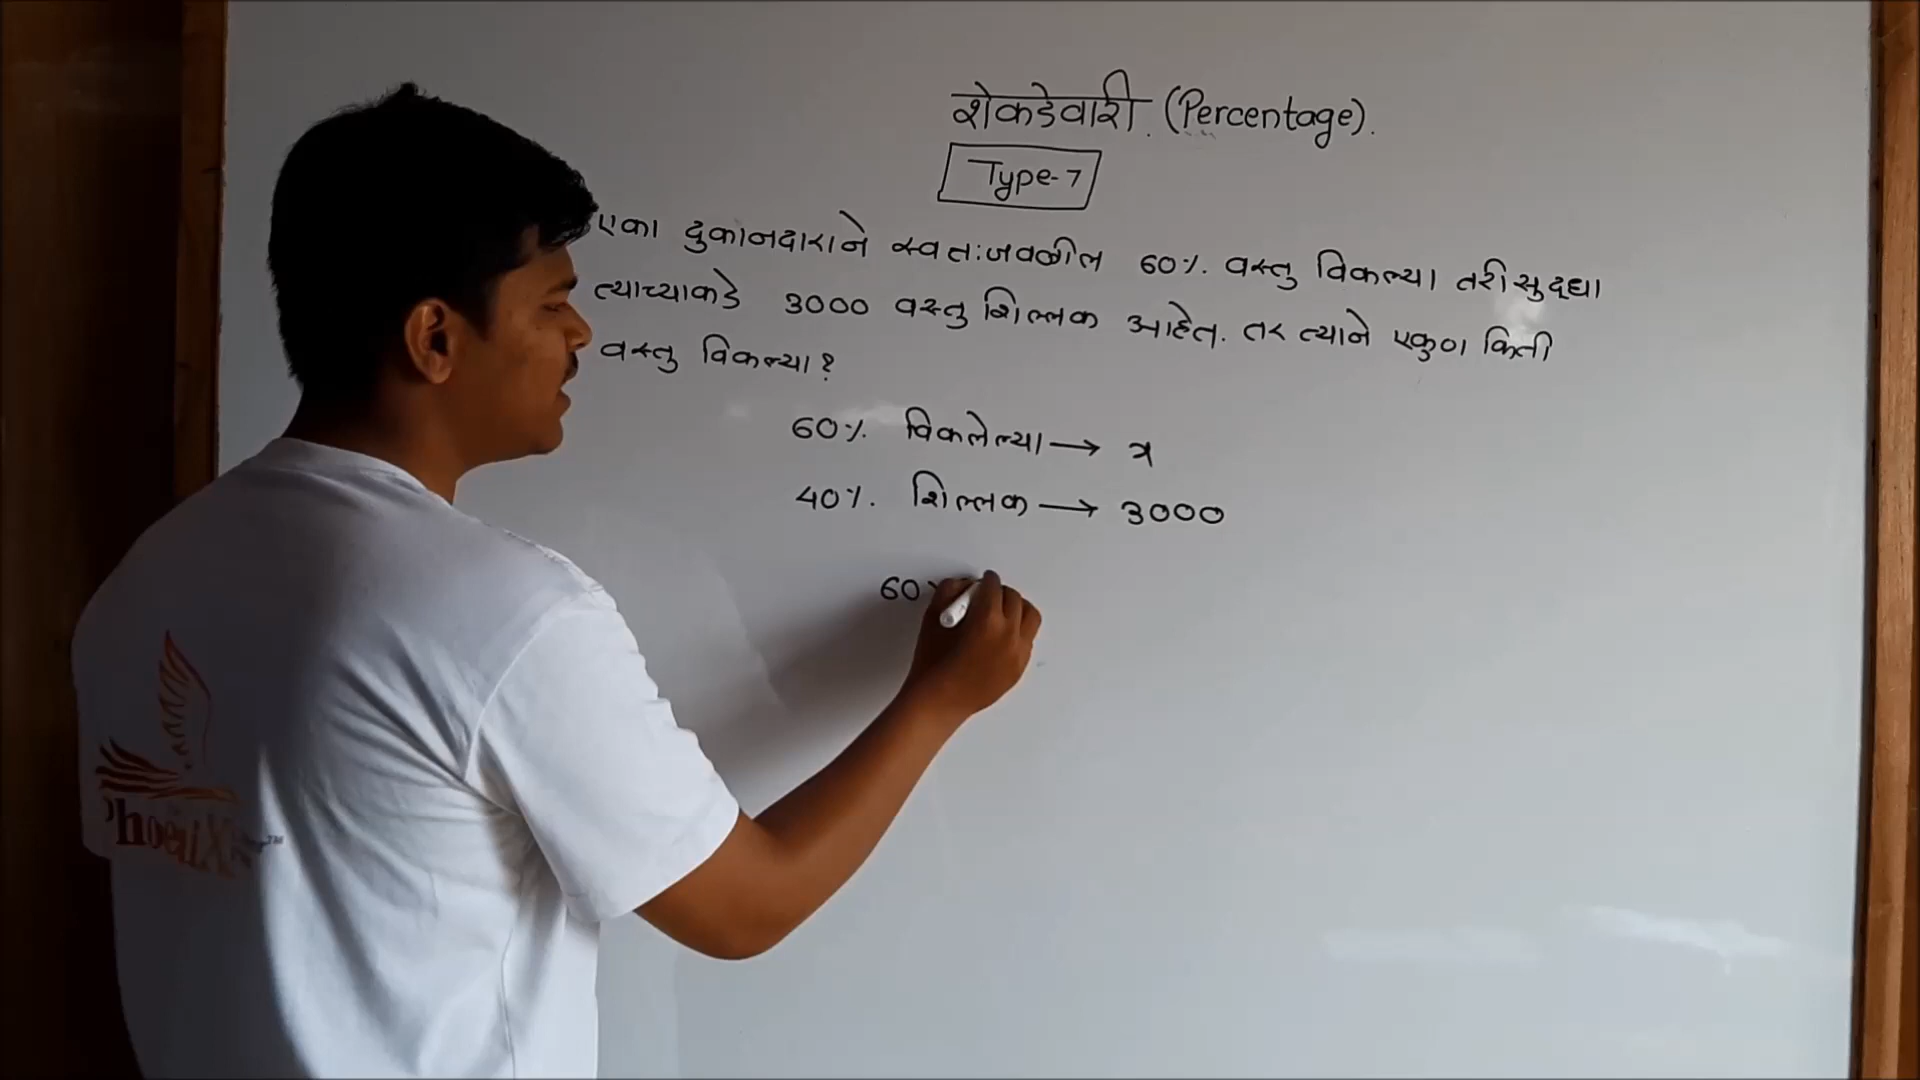 शेकडेवारी. (Percentage).
Type-7
एका दुकानदाराने स्वतःजवळील 60%. वस्तु विकल्या तरीसुद्धा
त्याच्याकडे 3000 वस्तु शिल्लक आहेत. तर त्याने एकुण किती
वस्तु विकल्या?
60% विकलेल्या → x
40%. शिल्लक → 3000
60
PhoeniX